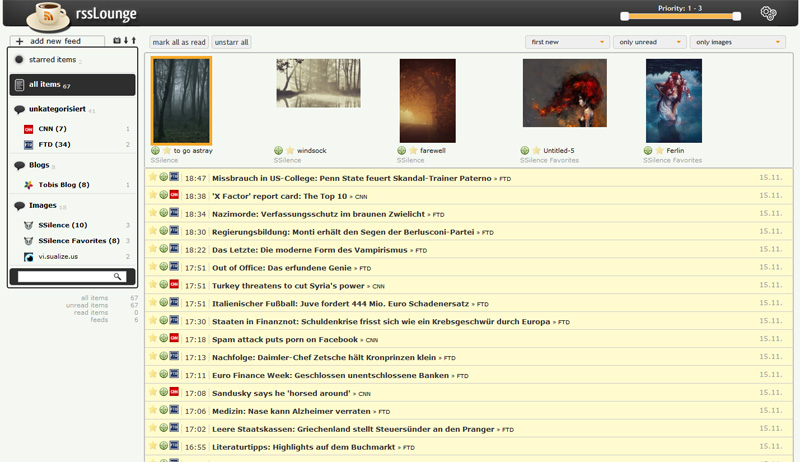 rssLounge
Priority: 1 - 3
+ add new feed
mark all as read
unstarr all
first new
only unread
only images
starred items
all items 67
unkategorisiert 41
CNN (7) 1
FTD (34) 2
Blogs 8
Tobis Blog (8) 1
Images 18
SSilence (10) 3
SSilence Favorites (8) 3
vi.sualize.us 2
all items 67
unread items 67
read items 0
feeds 6
to go astray
SSilence
windsock
SSilence
farewell
SSilence
Untitled-5
SSilence Favorites
Ferlin
SSilence Favorites
18:47 Missbrauch in US-College: Penn State feuert Skandal-Trainer Paterno » FTD 15.11.
18:38 'X Factor' report card: The Top 10 » CNN 15.11.
18:34 Nazimorde: Verfassungsschutz im braunen Zwielicht » FTD 15.11.
18:30 Regierungsbildung: Monti erhält den Segen der Berlusconi-Partei » FTD 15.11.
18:22 Das Letzte: Die moderne Form des Vampirismus » FTD 15.11.
17:51 Out of Office: Das erfundene Genie » FTD 15.11.
17:51 Turkey threatens to cut Syria's power » CNN 15.11.
17:51 Italienischer Fußball: Juve fordert 444 Mio. Euro Schadenersatz » FTD 15.11.
17:30 Staaten in Finanznot: Schuldenkrise frisst sich wie ein Krebsgeschwür durch Europa » FTD 15.11.
17:18 Spam attack puts porn on Facebook » CNN 15.11.
17:13 Nachfolge: Daimler-Chef Zetsche hält Kronprinzen klein » FTD 15.11.
17:11 Euro Finance Week: Geschlossen unentschlossene Banken » FTD 15.11.
17:08 Sandusky says he 'horsed around' » CNN 15.11.
17:06 Medizin: Nase kann Alzheimer verraten » FTD 15.11.
17:02 Leere Staatskassen: Griechenland stellt Steuersünder an den Pranger » FTD 15.11.
16:55 Literaturtipps: Highlights auf dem Buchmarkt » FTD 15.11.